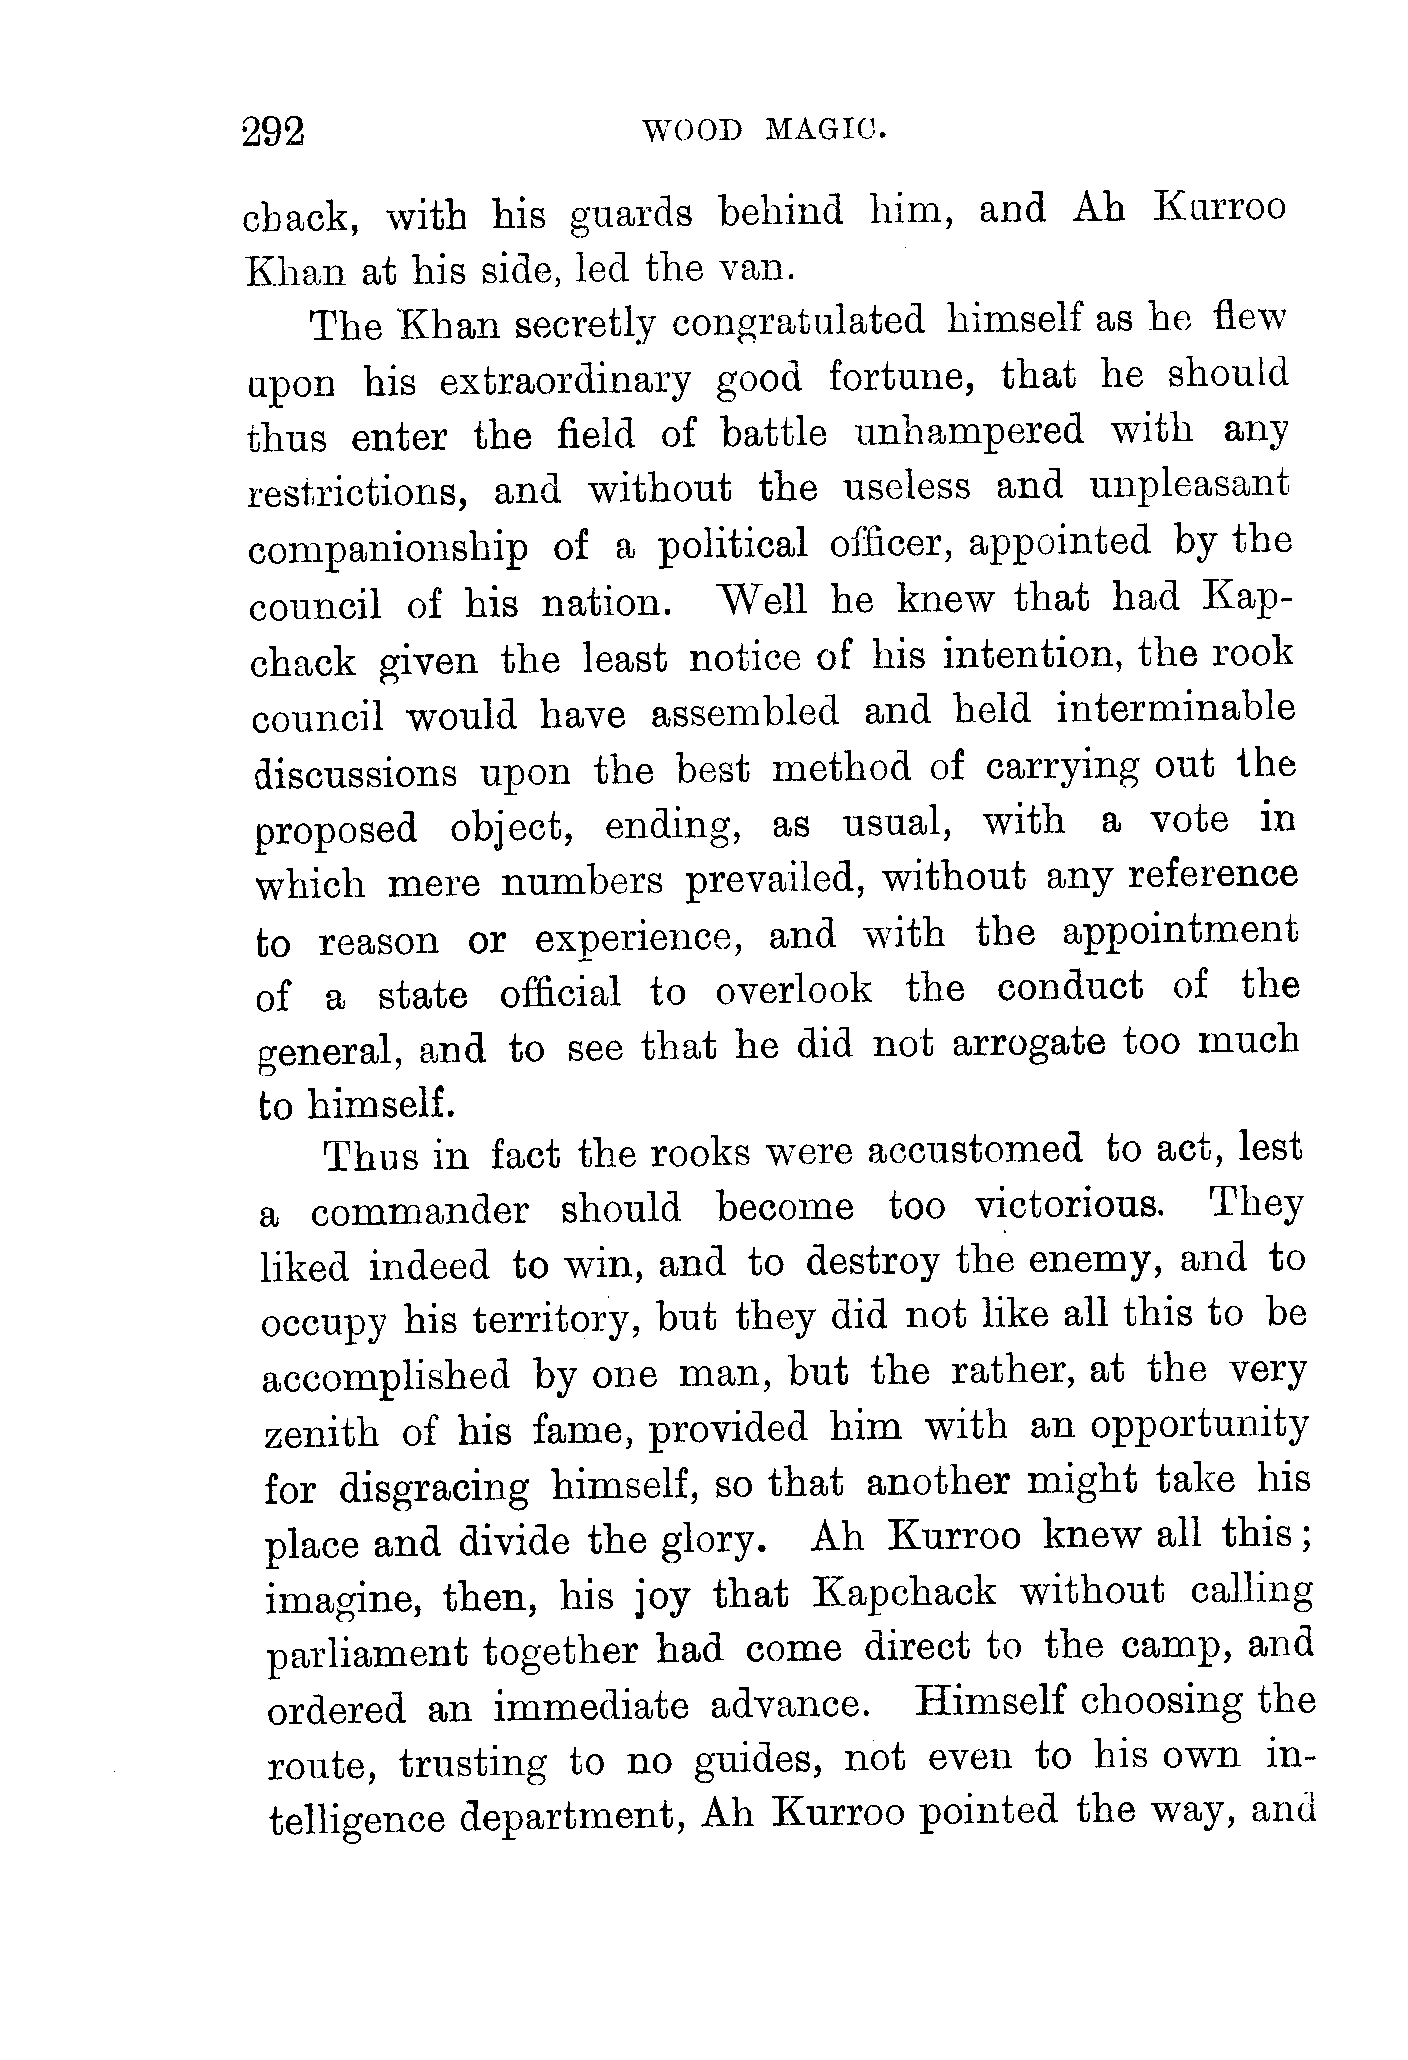 292 WOOD MAGIC.
chack, with his guards behind him, and Ah Kurroo
Khan at his side, led the van.
The Khan secretly congratulated himself as he flew
upon his extraordinary good fortune, that he should
thus enter the field of battle unhampered with any
restrictions, and without the useless and unpleasant
companionship of a political officer, appointed by the
council of his nation. Well he knew that had Kap-
chack given the least notice of his intention, the rook
council would have assembled and held interminable
discussions upon the best method of carrying out the
proposed object, ending, as usual, with a vote in
which mere numbers prevailed, without any reference
to reason or experience, and with the appointment
of a state official to overlook the conduct of the
general, and to see that he did not arrogate too much
to himself.
Thus in fact the rooks were accustomed to act, lest
a commander should become too victorious. They
liked indeed to win, and to destroy the enemy, and to
occupy his territory, but they did not like all this to be
accomplished by one man, but the rather, at the very
zenith of his fame, provided him with an opportunity
for disgracing himself, so that another might take his
place and divide the glory. Ah Kurroo knew all this;
imagine, then, his joy that Kapchack without calling
parliament together had come direct to the camp, and
ordered an immediate advance. Himself choosing the
route, trusting to no guides, not even to his own in-
telligence department, Ah Kurroo pointed the way, and